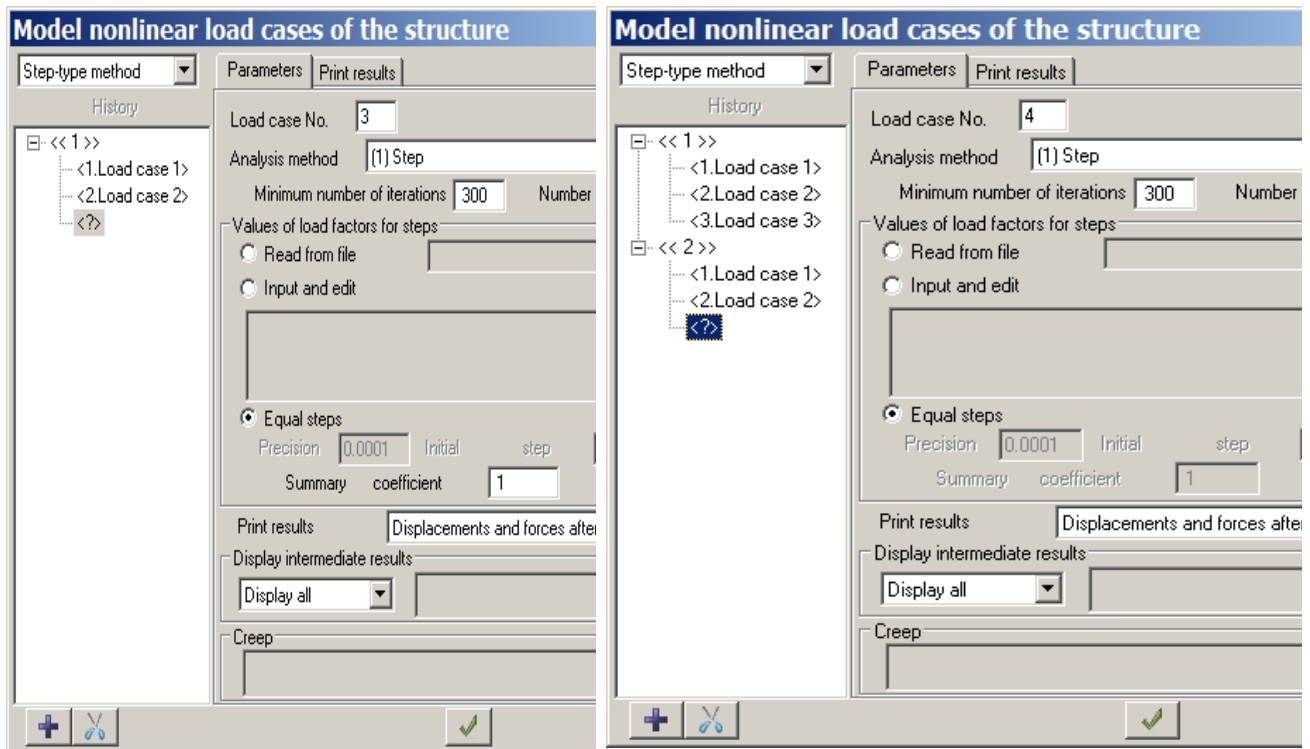 Model nonlinear load cases of the structure
Step-type method
Parameters
Print results
History
<< 1 >>
<1.Load case 1>
<2.Load case 2>
<?>
Load case No. 3
Analysis method (1) Step
Minimum number of iterations 300 Number
Values of load factors for steps
Read from file
Input and edit
Equal steps
Precision 0.0001 Initial step
Summary coefficient 1
Print results Displacements and forces after
Display intermediate results
Display all
Creep
Model nonlinear load cases of the structure
Step-type method
Parameters
Print results
History
<< 1 >>
<1.Load case 1>
<2.Load case 2>
<3.Load case 3>
<< 2 >>
<1.Load case 1>
<2.Load case 2>
<?>
Load case No. 4
Analysis method (1) Step
Minimum number of iterations 300 Number
Values of load factors for steps
Read from file
Input and edit
Equal steps
Precision 0.0001 Initial step
Summary coefficient 1
Print results Displacements and forces after
Display intermediate results
Display all
Creep